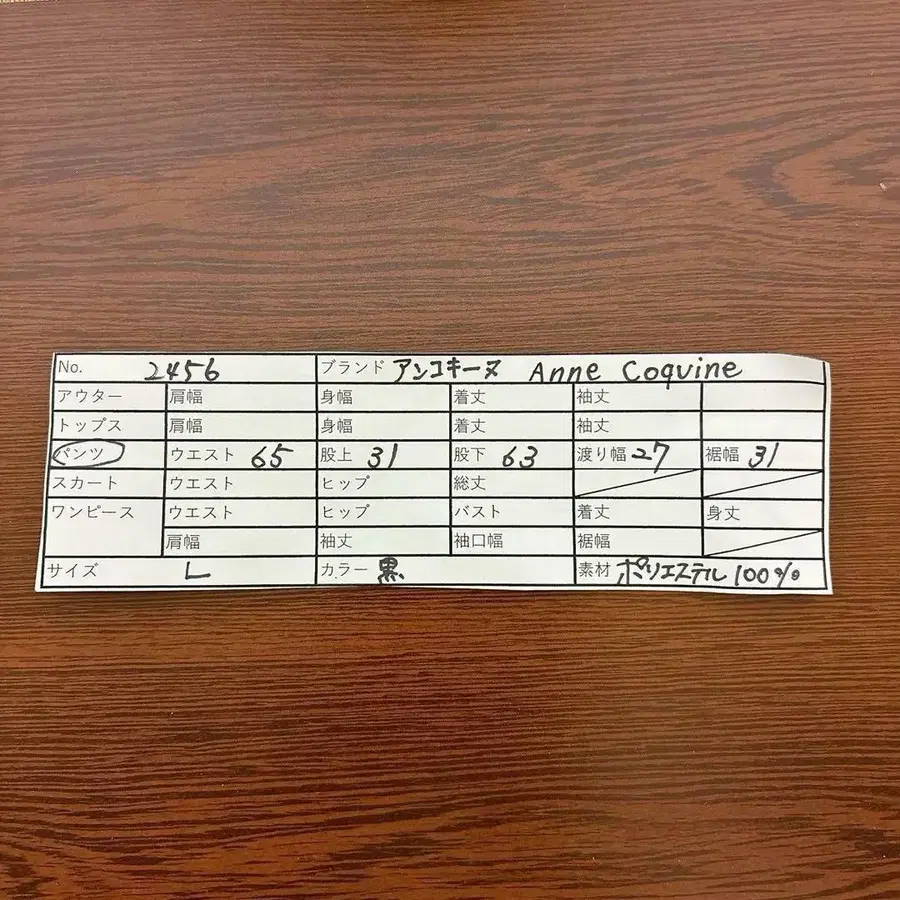 No. 2456 ブランド アンコキーヌ Anne Coquine
アウター 肩幅 身幅 着丈 袖丈
トップス 肩幅 身幅 着丈 袖丈
パンツ ウエスト 65 股上 31 股下 63 渡り幅 27 裾幅 31
スカート ウエスト ヒップ 総丈
ワンピース ウエスト ヒップ バスト 着丈 身丈
肩幅 袖丈 袖口幅 裾幅
サイズ L カラー 黒 素材 ポリエステル 100%